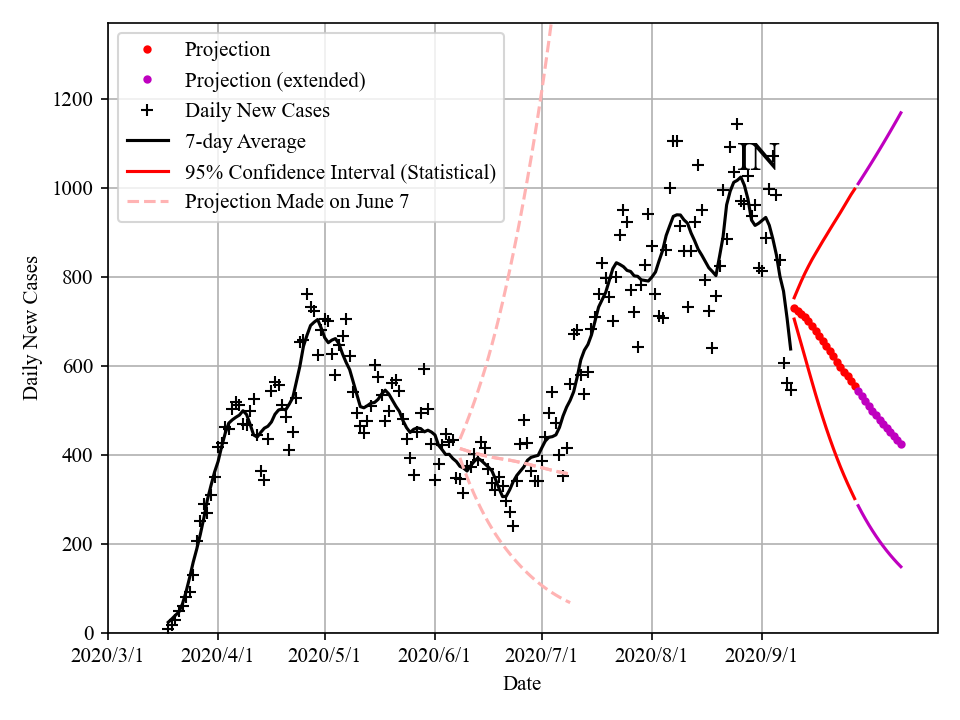 Projection
Projection (extended)
Daily New Cases
7-day Average
95% Confidence Interval (Statistical)
Projection Made on June 7
IN
1200
1000
800
600
400
200
0
Daily New Cases
2020/3/1 2020/4/1 2020/5/1 2020/6/1 2020/7/1 2020/8/1 2020/9/1
Date